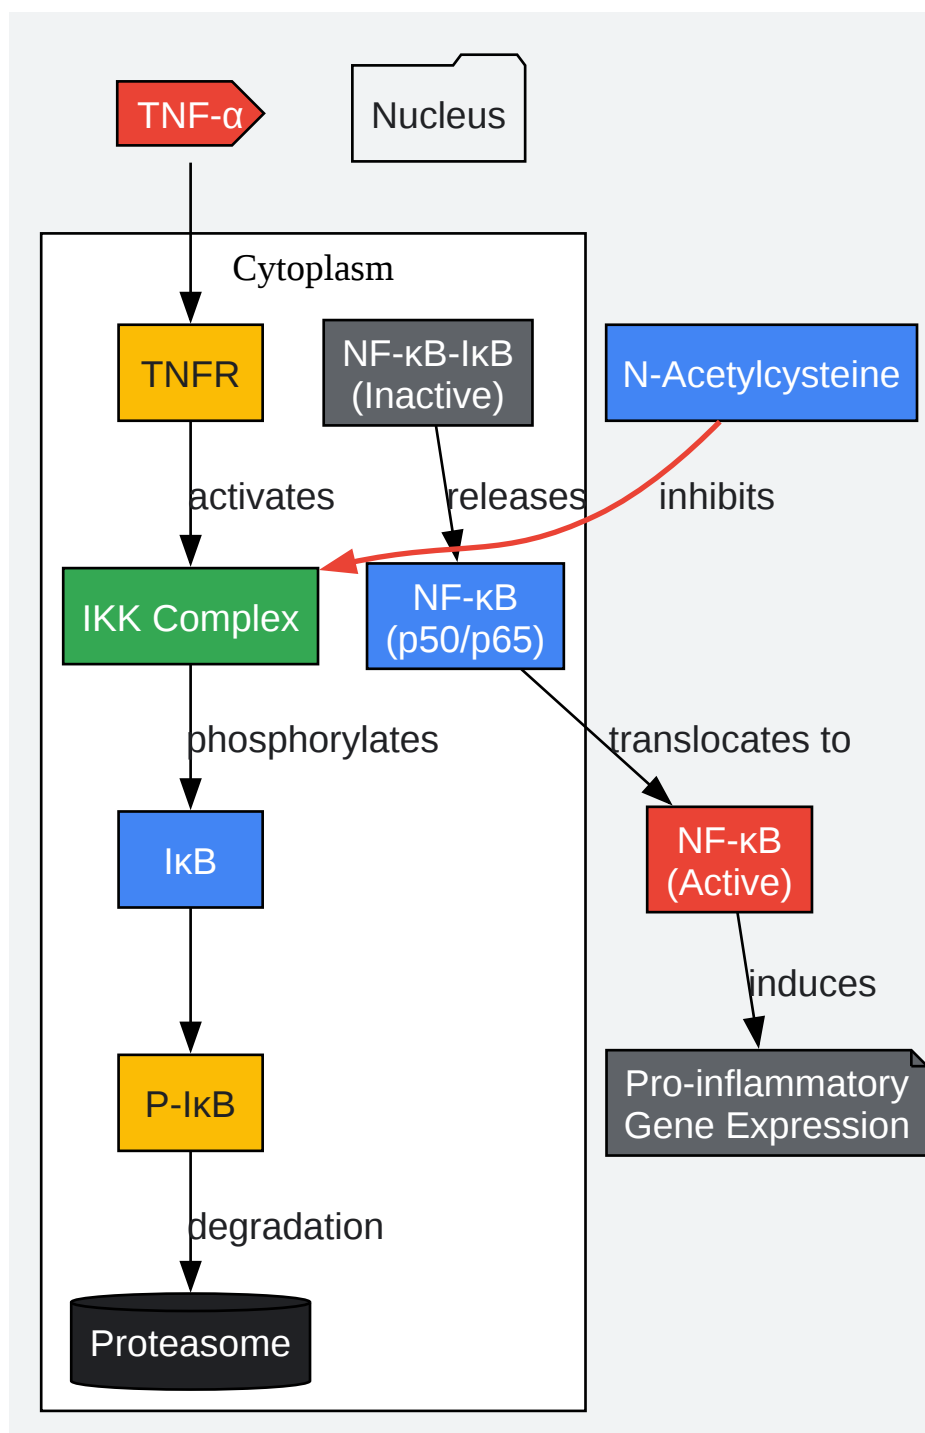 TNF-α
Nucleus
Cytoplasm
TNFR
NF-κB-IκB
(Inactive)
N-Acetylcysteine
activates
releases
inhibits
IKK Complex
NF-κB
(p50/p65)
phosphorylates
translocates to
IκB
NF-κB
(Active)
induces
P-IκB
Pro-inflammatory
Gene Expression
degradation
Proteasome